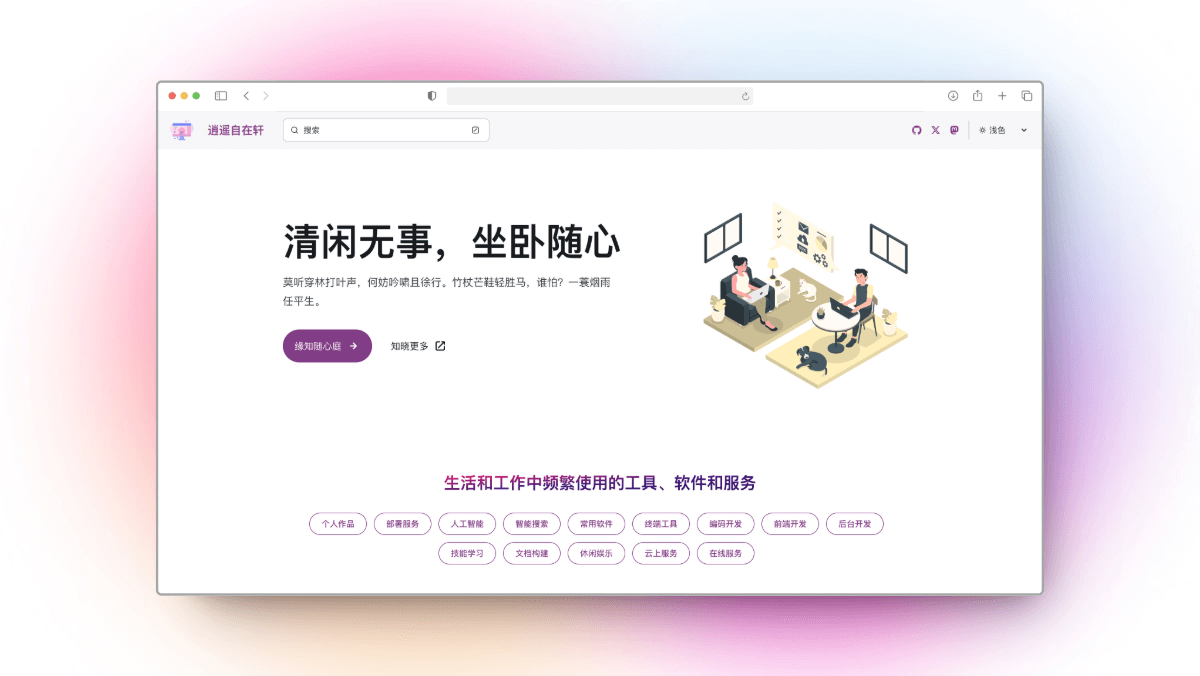 逍遥自在轩
搜索
浅色
清闲无事，坐卧随心
莫听穿林打叶声，何妨吟啸且徐行。竹杖芒鞋轻胜马，谁怕？一蓑烟雨
任平生。
缘知随心庭
知晓更多
生活和工作中频繁使用的工具、软件和服务
个人作品 部署服务 人工智能 智能搜索 常用软件 终端工具 编码开发 前端开发 后台开发
技能学习 文档构建 休闲娱乐 云上服务 在线服务